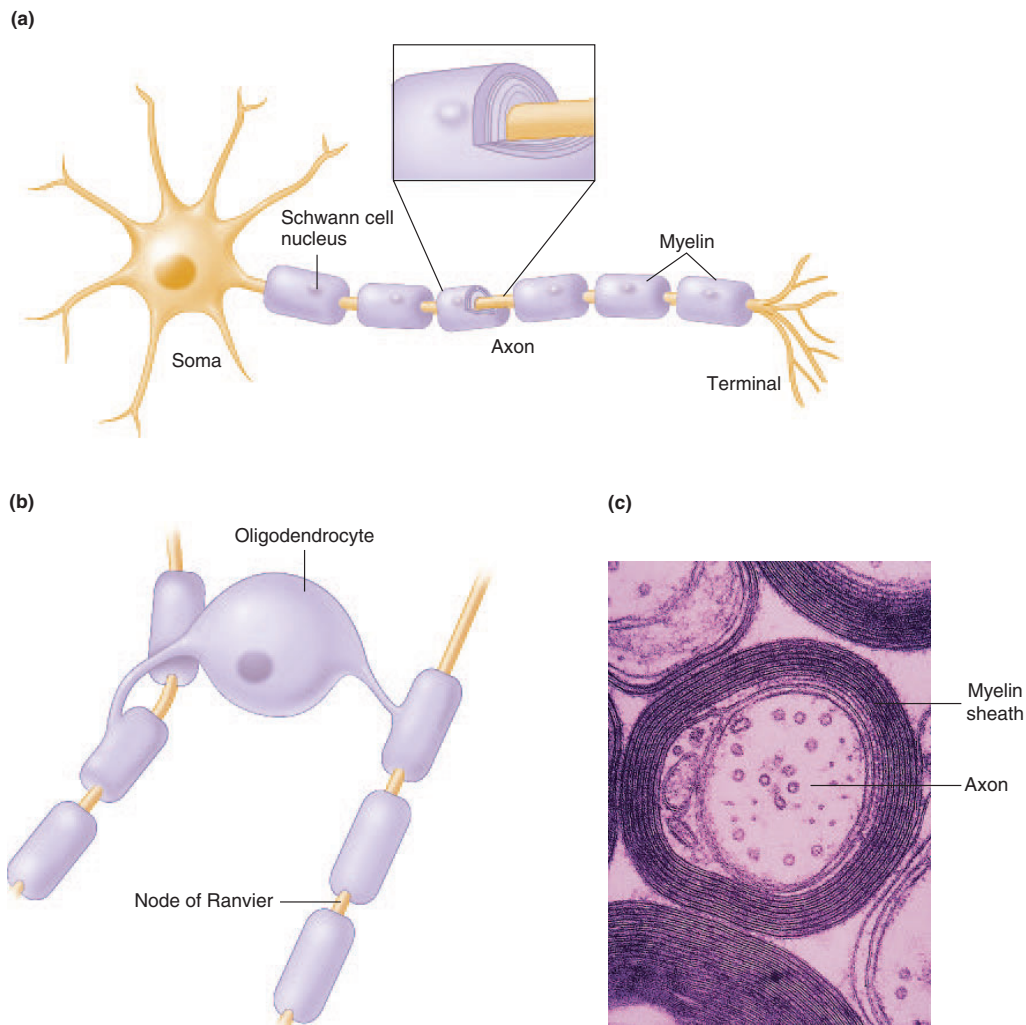 (a)
Schwann cell
nucleus
Myelin
Soma
Axon
Terminal
(b)
Oligodendrocyte
Node of Ranvier
(c)
Myelin
sheath
Axon